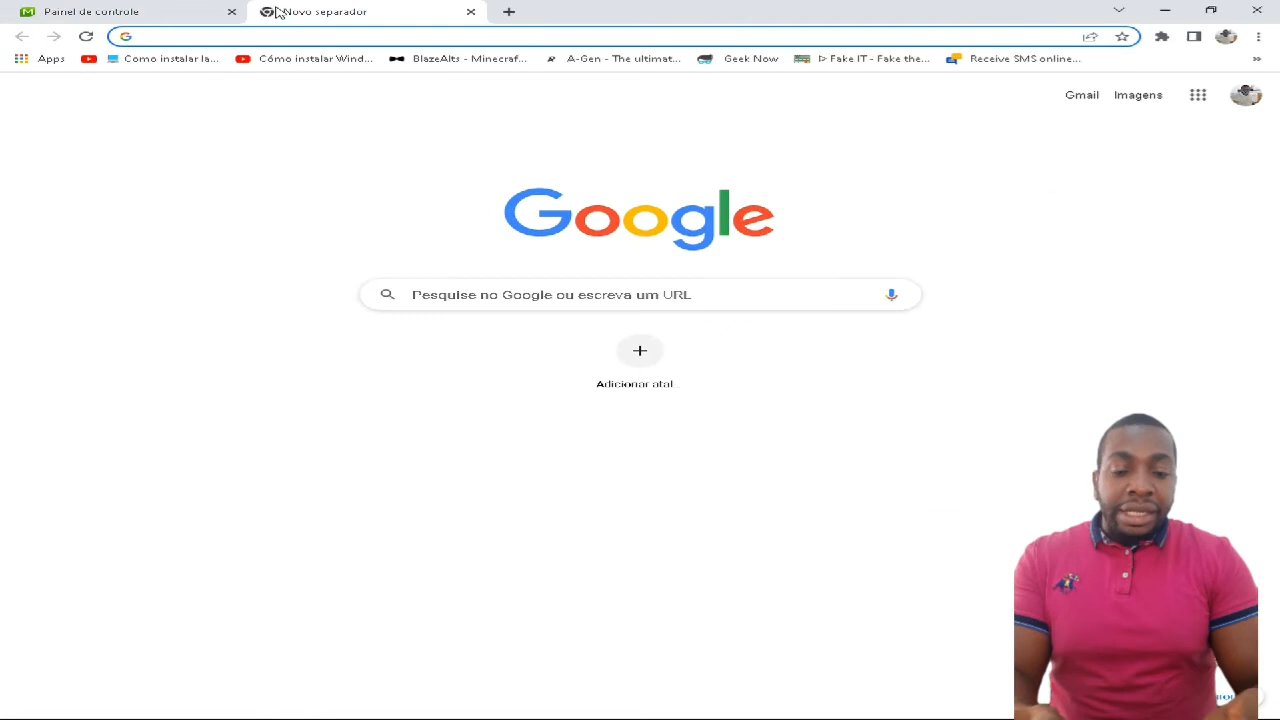 Painel de controle
Novo separador
Apps
Como instalar la...
Cómo instalar Wind...
BlazeAlts - Minecraf...
A-Gen - The ultimat...
Geek Now
ᐅ Fake IT - Fake the...
Receive SMS online...
»
Gmail Imagens
Google
Pesquise no Google ou escreva um URL
Adicionar atal...